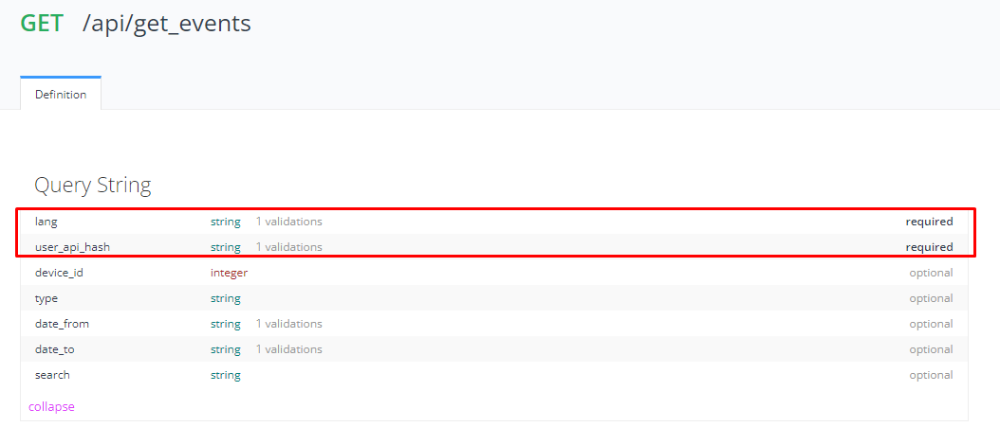 GET /api/get_events
Definition
Query String
lang string 1 validations required
user_api_hash string 1 validations required
device_id integer optional
type string optional
date_from string 1 validations optional
date_to string 1 validations optional
search string optional
collapse